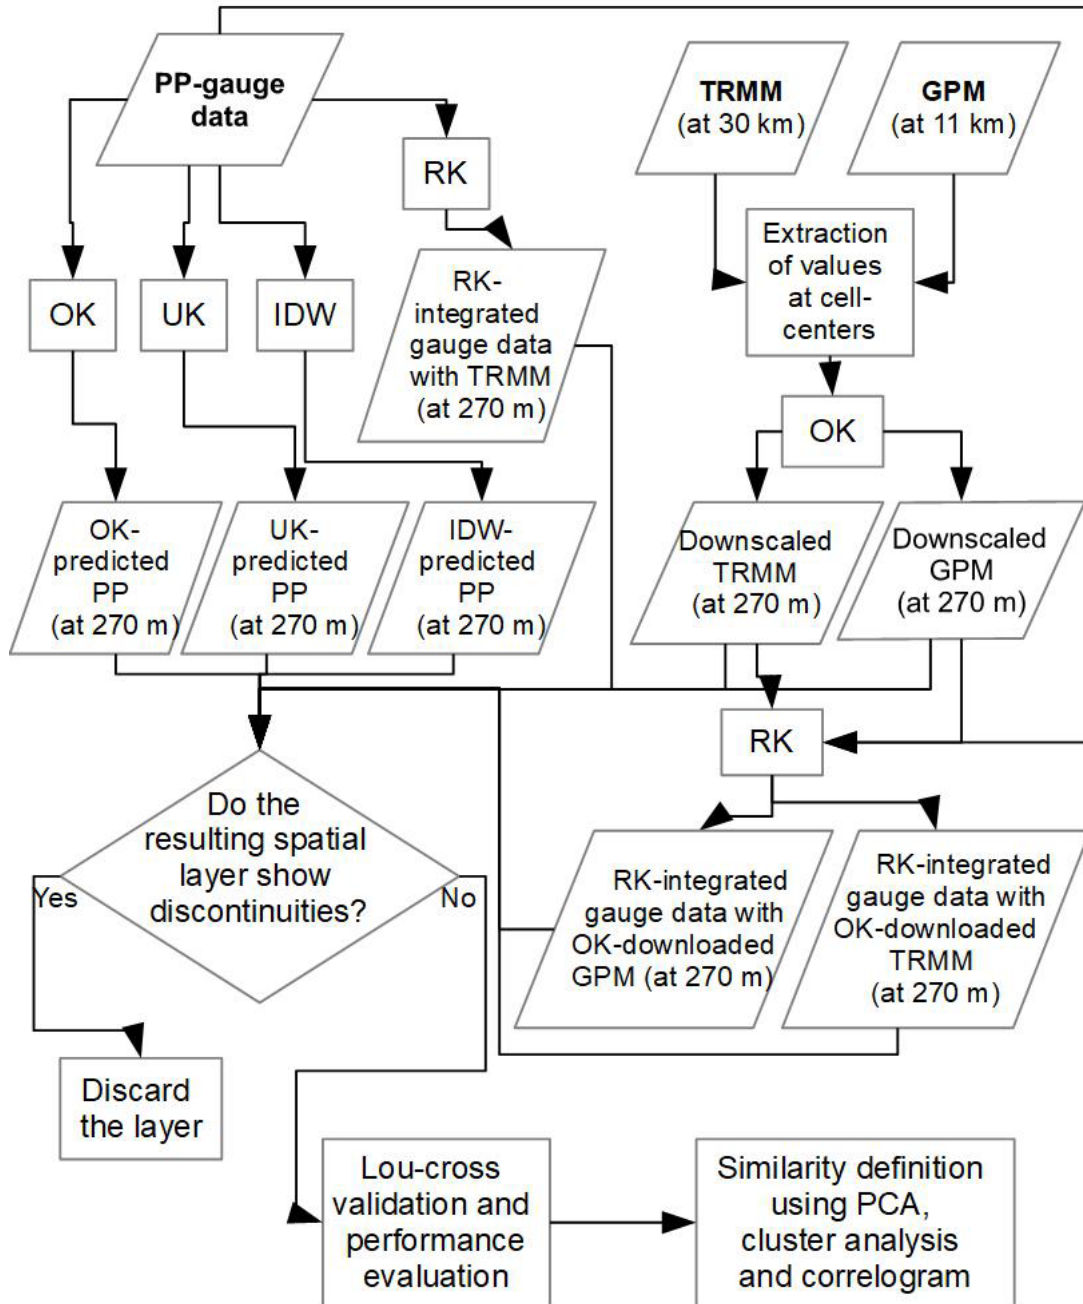 PP-gauge
data
TRMM
(at 30 km)
GPM
(at 11 km)
RK
Extraction
of values
at cell-
centers
OK
UK
IDW
RK-
integrated
gauge data
with TRMM
(at 270 m)
OK
OK-
predicted
PP
(at 270 m)
UK-
predicted
PP
(at 270 m)
IDW-
predicted
PP
(at 270 m)
Downscaled
TRMM
(at 270 m)
Downscaled
GPM
(at 270 m)
RK
Do the
resulting spatial
layer show
discontinuities?
Yes
No
RK-integrated
gauge data with
OK-downloaded
GPM (at 270 m)
RK-integrated
gauge data with
OK-downloaded
TRMM
(at 270 m)
Discard
the layer
Lou-cross
validation and
performance
evaluation
Similarity definition
using PCA,
cluster analysis
and correlogram